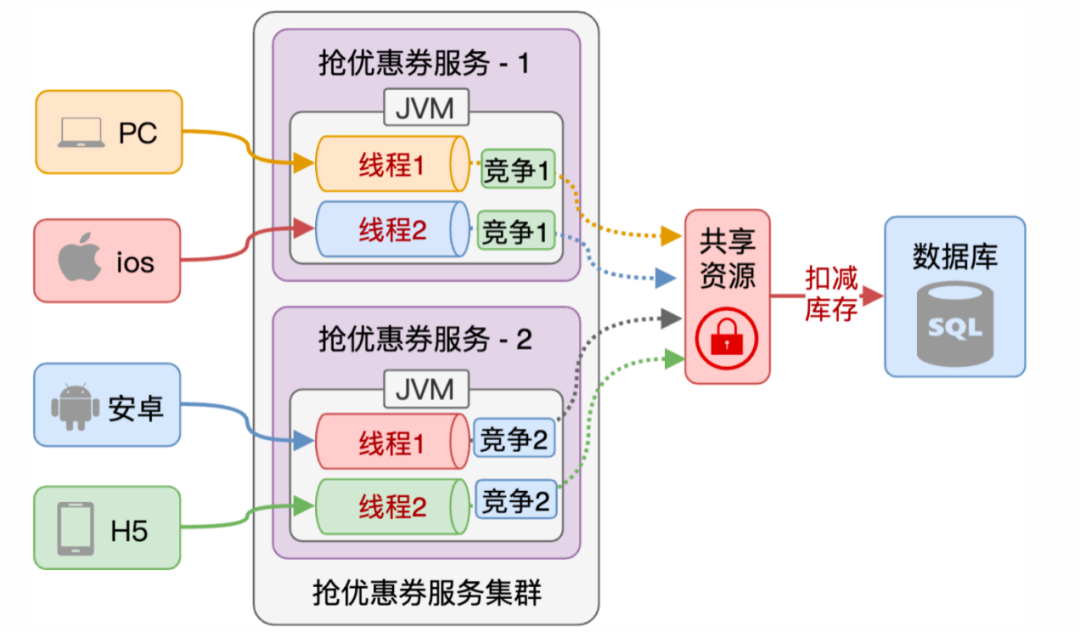 抢优惠券服务 - 1
JVM
PC
线程1
竞争1
ios
线程2
竞争1
抢优惠券服务 - 2
JVM
安卓
线程1
竞争2
H5
线程2
竞争2
抢优惠券服务集群
共享
资源
扣减
库存
数据库
SQL